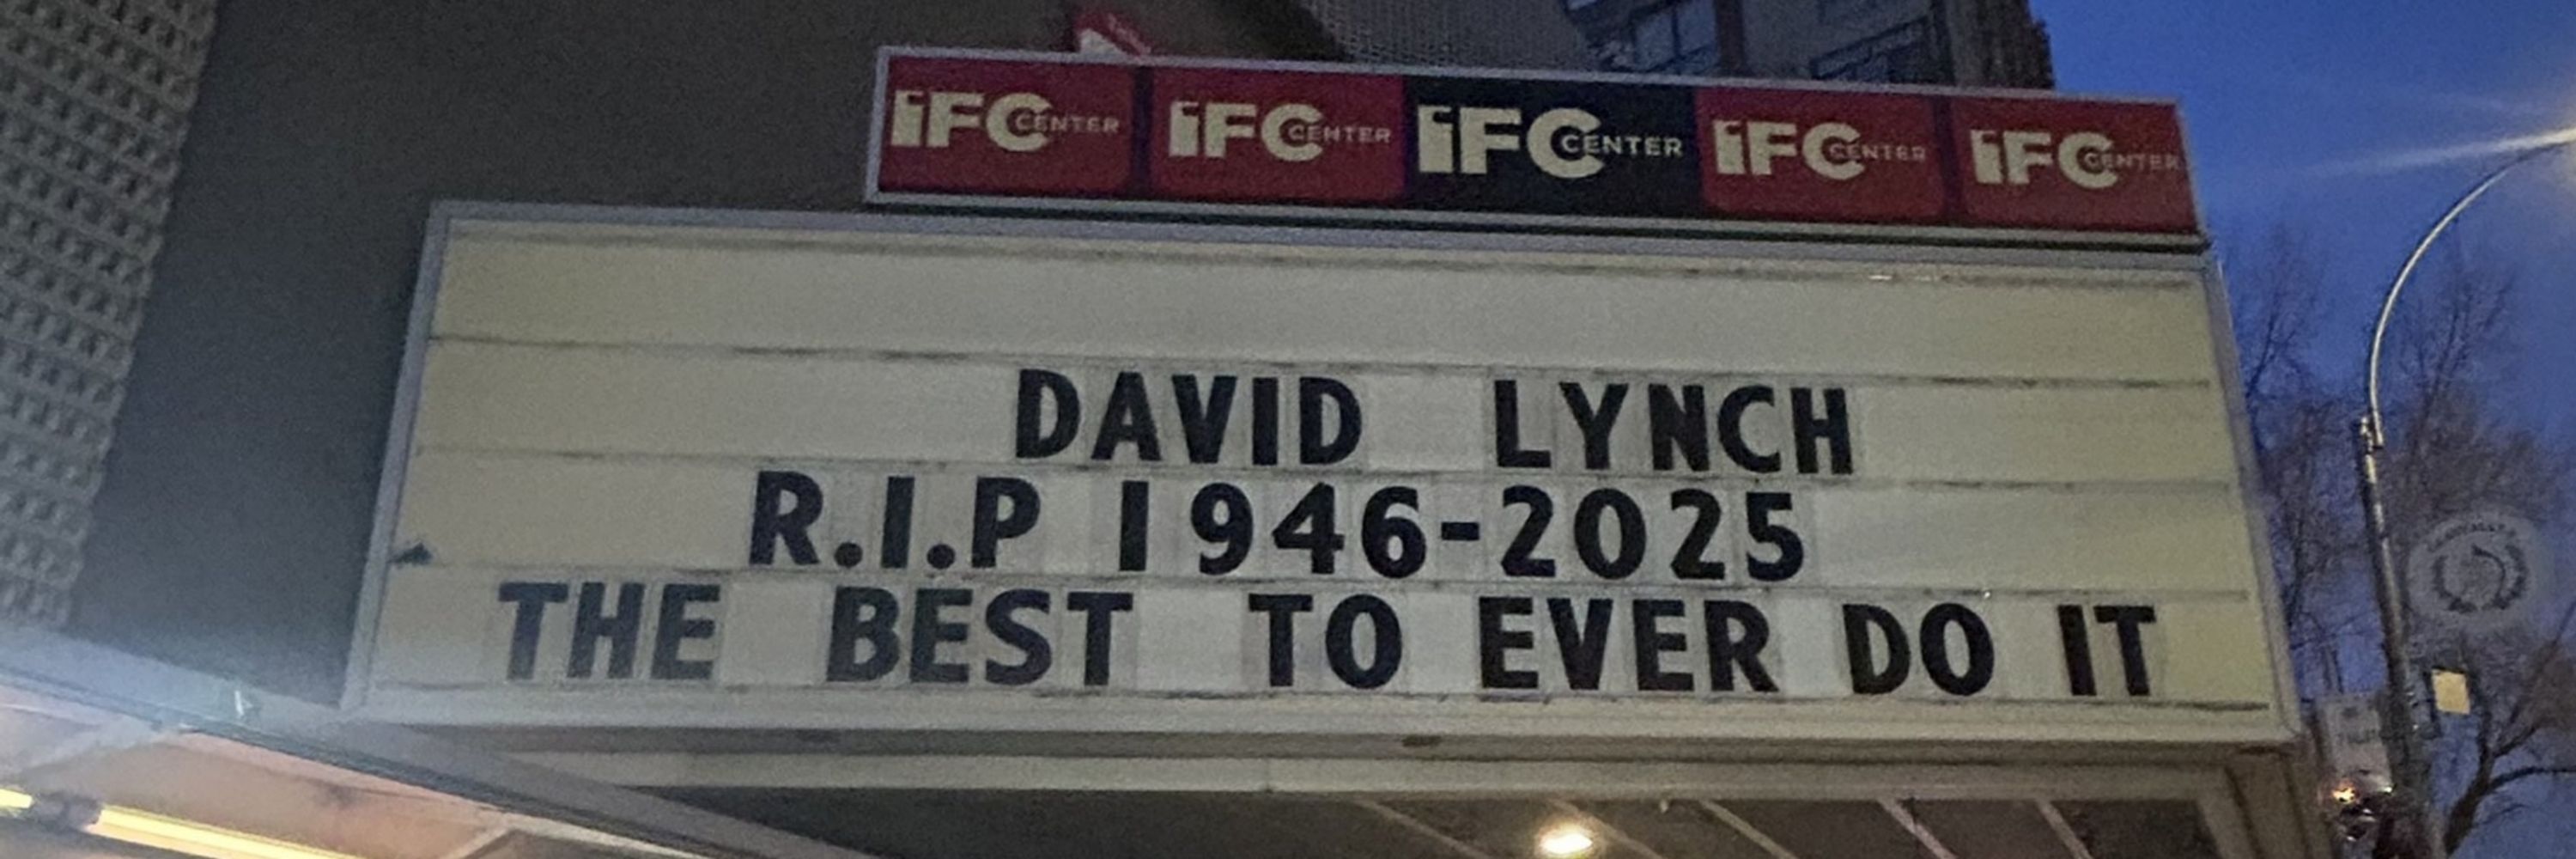 iFC CENTER iFC CENTER iFC CENTER iFC CENTER iFC CENTER
DAVID LYNCH
R.I.P 1946-2025
THE BEST TO EVER DO IT